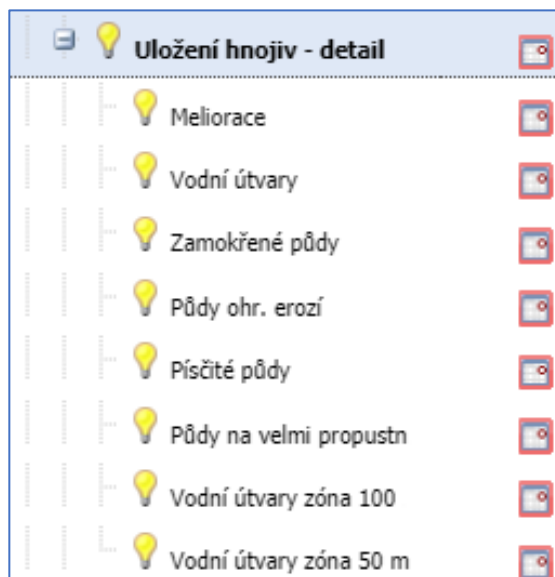 Uložení hnojiv - detail
Meliorace
Vodní útvary
Zamokřené půdy
Půdy ohr. erozí
Písčité půdy
Půdy na velmi propustn
Vodní útvary zóna 100
Vodní útvary zóna 50 m